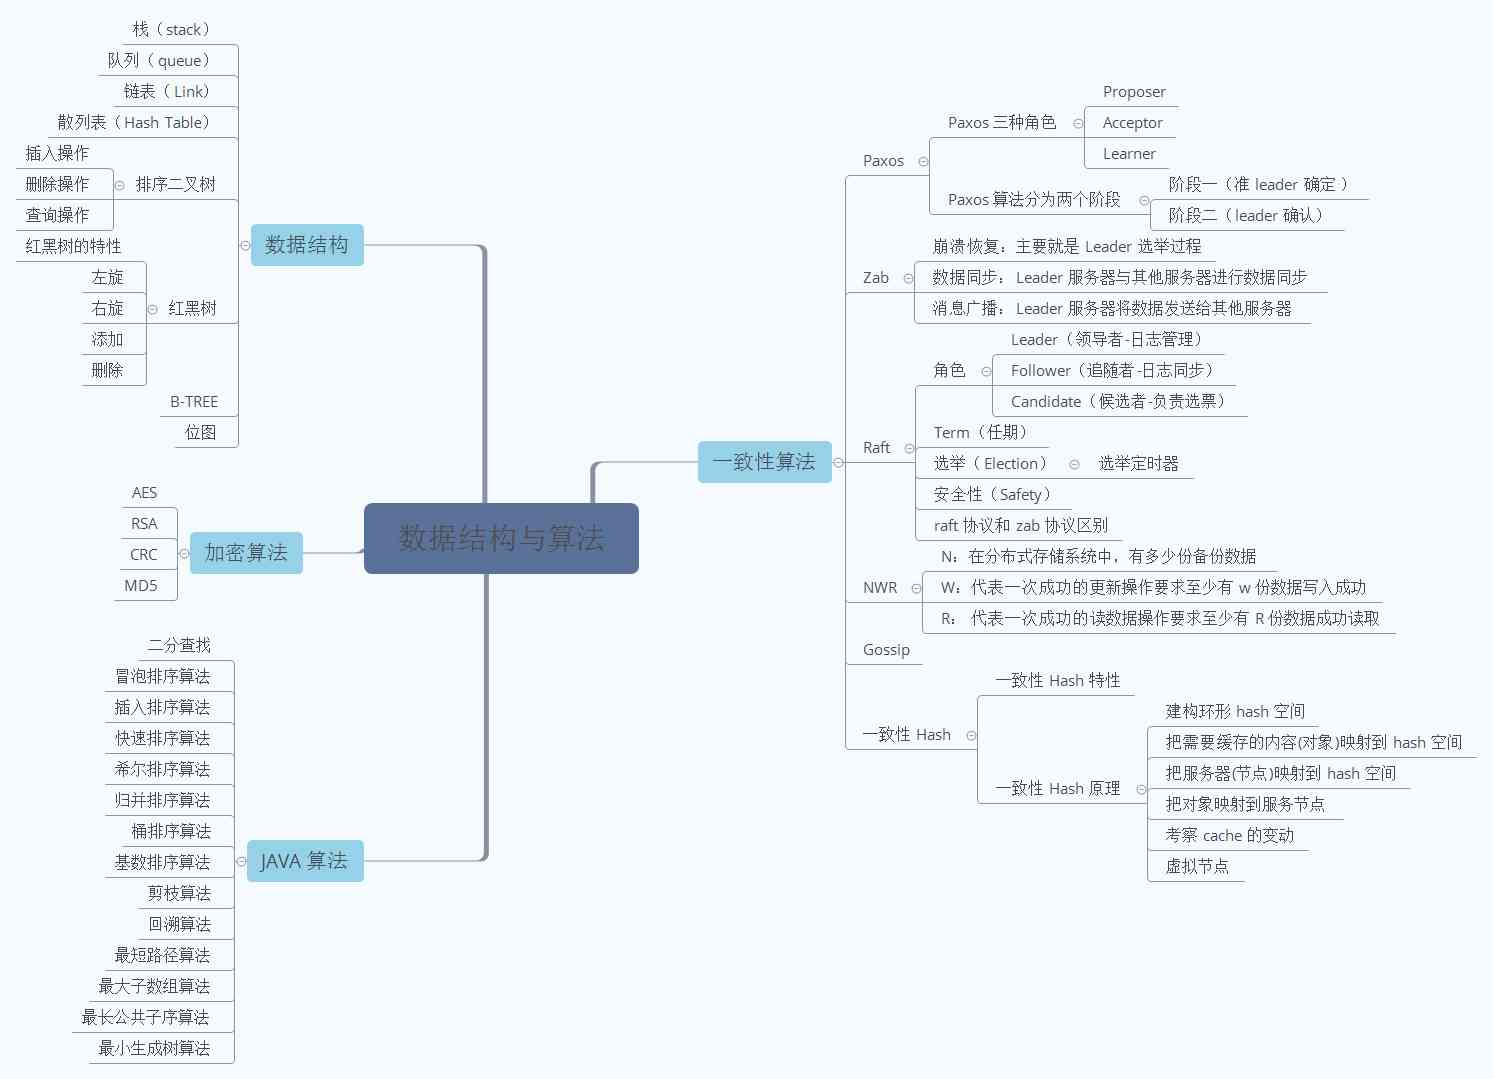 数据结构与算法
数据结构
栈（stack）
队列（queue）
链表（Link）
散列表（Hash Table）
排序二叉树
插入操作
删除操作
查询操作
红黑树
红黑树的特性
左旋
右旋
添加
删除
B-TREE
位图
加密算法
AES
RSA
CRC
MD5
JAVA 算法
二分查找
冒泡排序算法
插入排序算法
快速排序算法
希尔排序算法
归并排序算法
桶排序算法
基数排序算法
剪枝算法
回溯算法
最短路径算法
最大子数组算法
最长公共子序算法
最小生成树算法
一致性算法
Paxos
Paxos 三种角色
Proposer
Acceptor
Learner
Paxos 算法分为两个阶段
阶段一（准 leader 确定 ）
阶段二（leader 确认）
Zab
崩溃恢复：主要就是 Leader 选举过程
数据同步：Leader 服务器与其他服务器进行数据同步
消息广播：Leader 服务器将数据发送给其他服务器
Raft
角色
Leader（领导者-日志管理）
Follower（追随者-日志同步）
Candidate（候选者-负责选票）
Term（任期）
选举（Election）
选举定时器
安全性（Safety）
raft 协议和 zab 协议区别
NWR
N：在分布式存储系统中，有多少份备份数据
W：代表一次成功的更新操作要求至少有 w 份数据写入成功
R： 代表一次成功的读数据操作要求至少有 R 份数据成功读取
Gossip
一致性 Hash
一致性 Hash 特性
一致性 Hash 原理
建构环形 hash 空间
把需要缓存的内容(对象)映射到 hash 空间
把服务器(节点)映射到 hash 空间
把对象映射到服务节点
考察 cache 的变动
虚拟节点